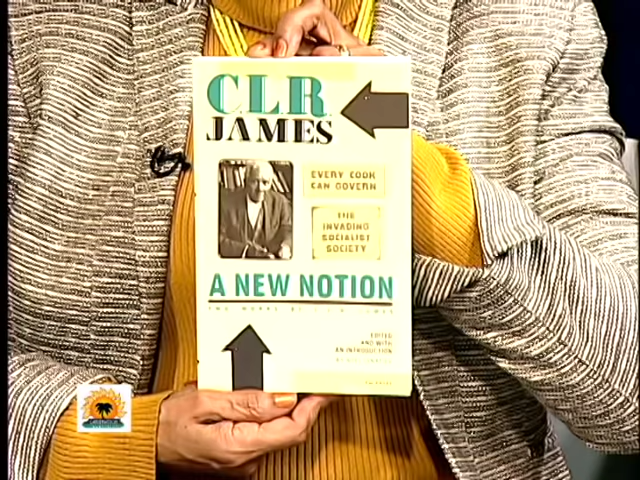 CLR
JAMES
EVERY COOK
CAN GOVERN
THE
INVADING
SOCIALIST
SOCIETY
A NEW NOTION
EDITED
AND WITH
AN INTRODUCTION